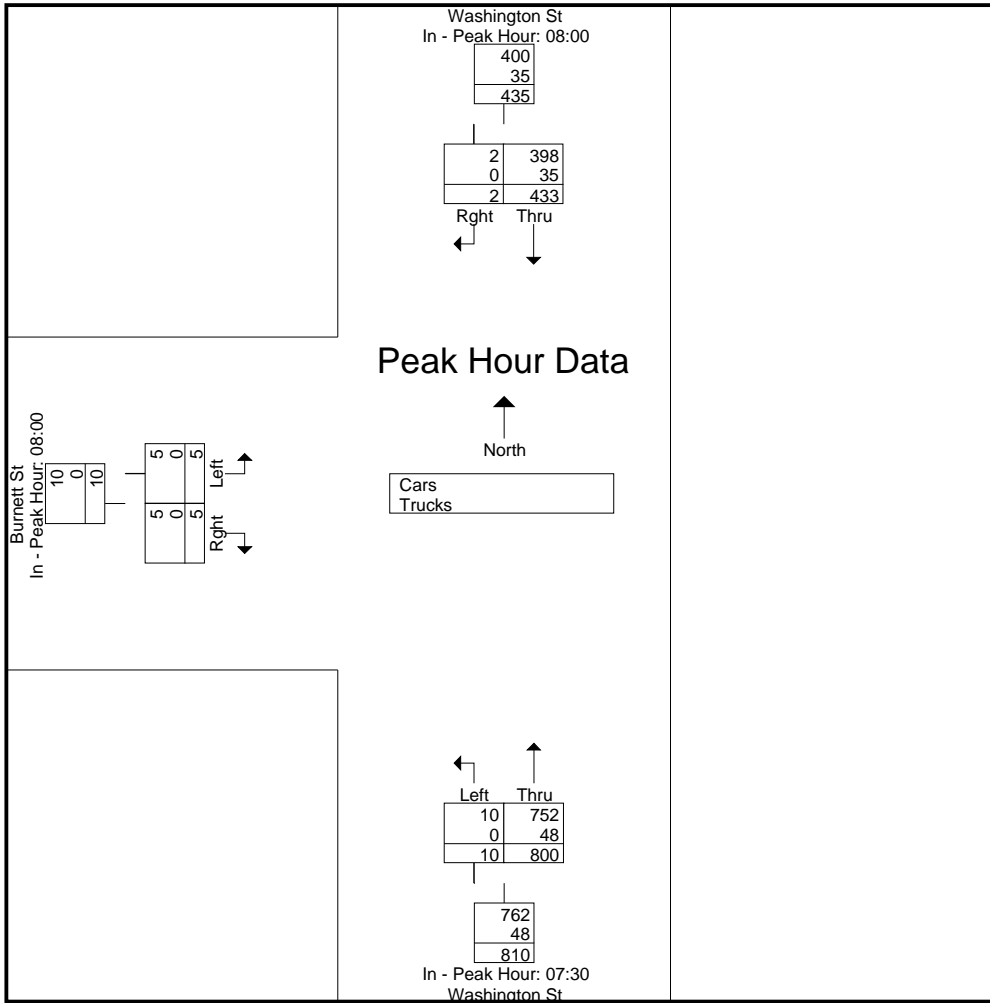 Washington St
In - Peak Hour: 08:00
400
35
435
2 398
0 35
2 433
Rght Thru
Peak Hour Data
North
Cars
Trucks
Burnett St
In - Peak Hour: 08:00
10
0
10
5 5
0 0
5 5
Left
Rght
Left Thru
10 752
0 48
10 800
762
48
810
In - Peak Hour: 07:30
Washington St